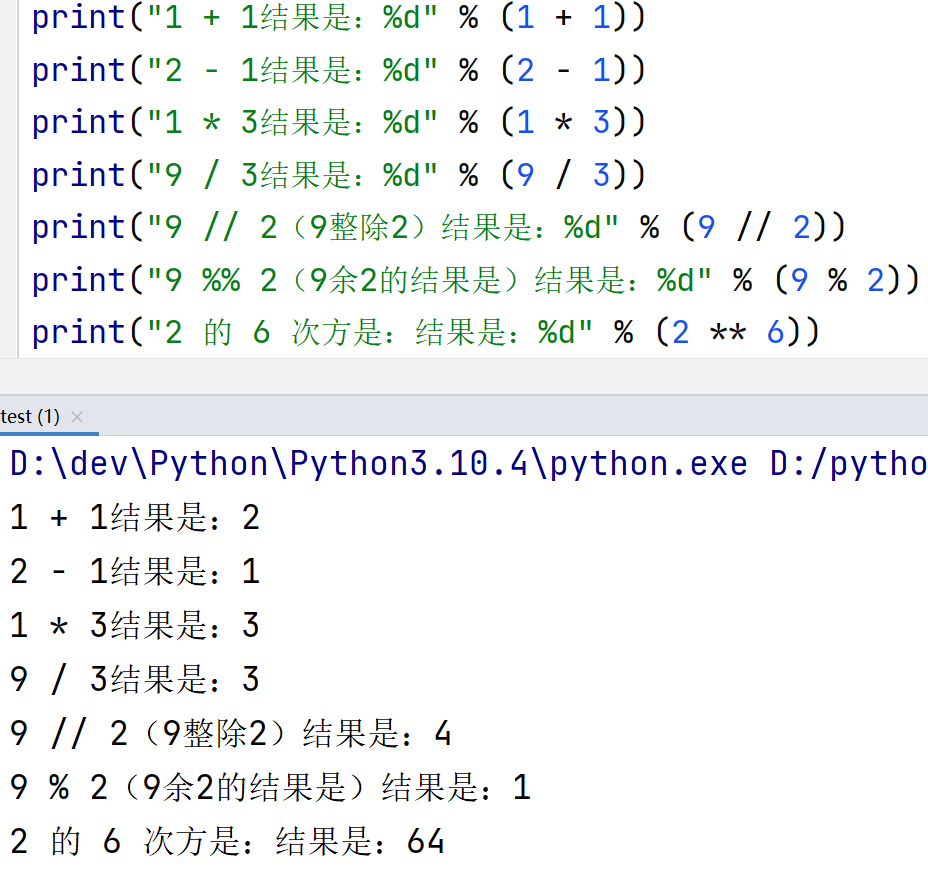 print("1 + 1结果是：%d" % (1 + 1))
print("2 - 1结果是：%d" % (2 - 1))
print("1 * 3结果是：%d" % (1 * 3))
print("9 / 3结果是：%d" % (9 / 3))
print("9 // 2（9整除2）结果是：%d" % (9 // 2))
print("9 %% 2（9余2的结果是）结果是：%d" % (9 % 2))
print("2 的 6 次方是：结果是：%d" % (2 ** 6))
test (1) ×
D:\dev\Python\Python3.10.4\python.exe D:/pytho
1 + 1结果是：2
2 - 1结果是：1
1 * 3结果是：3
9 / 3结果是：3
9 // 2（9整除2）结果是：4
9 % 2（9余2的结果是）结果是：1
2 的 6 次方是：结果是：64